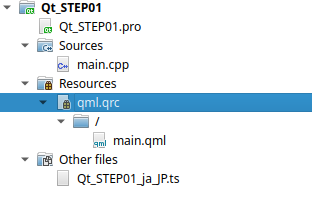 Qt_STEP01
Qt_STEP01.pro
Sources
main.cpp
Resources
qml.qrc
/
main.qml
Other files
Qt_STEP01_ja_JP.ts